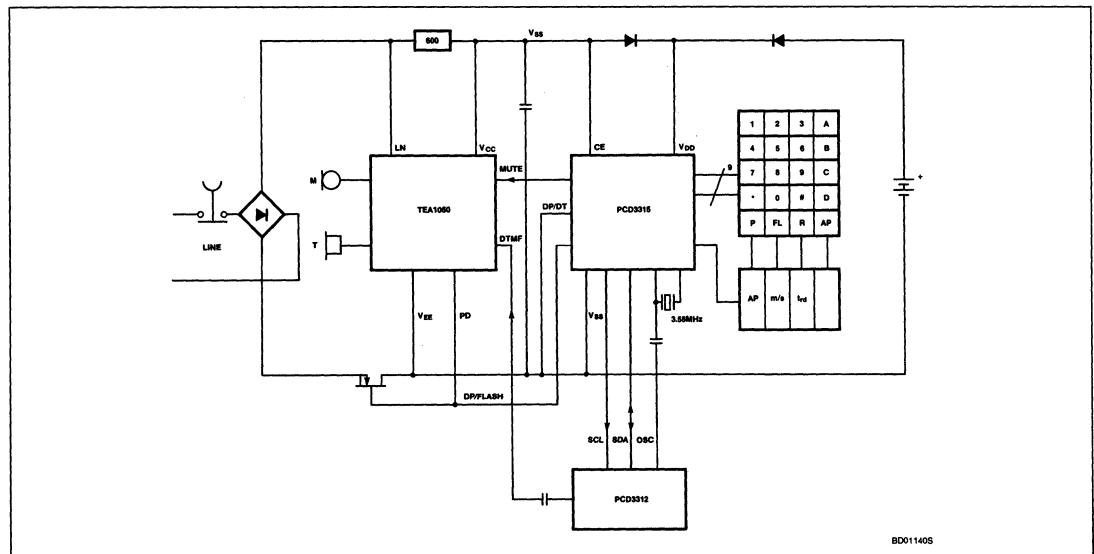 600
VSS
LN
VCC
CE
VDD
1 2 3 A
4 5 6 B
7 8 9 C
* 0 # D
P FL R AP
9
M
TEA1060
MUTE
PCD3315
DP/DT
LINE
T
DTMF
AP m/s trd
VEE
PD
VSS
3.58MHz
DP/FLASH
SCL SDA OSC
PCD3312
+
BD01140S